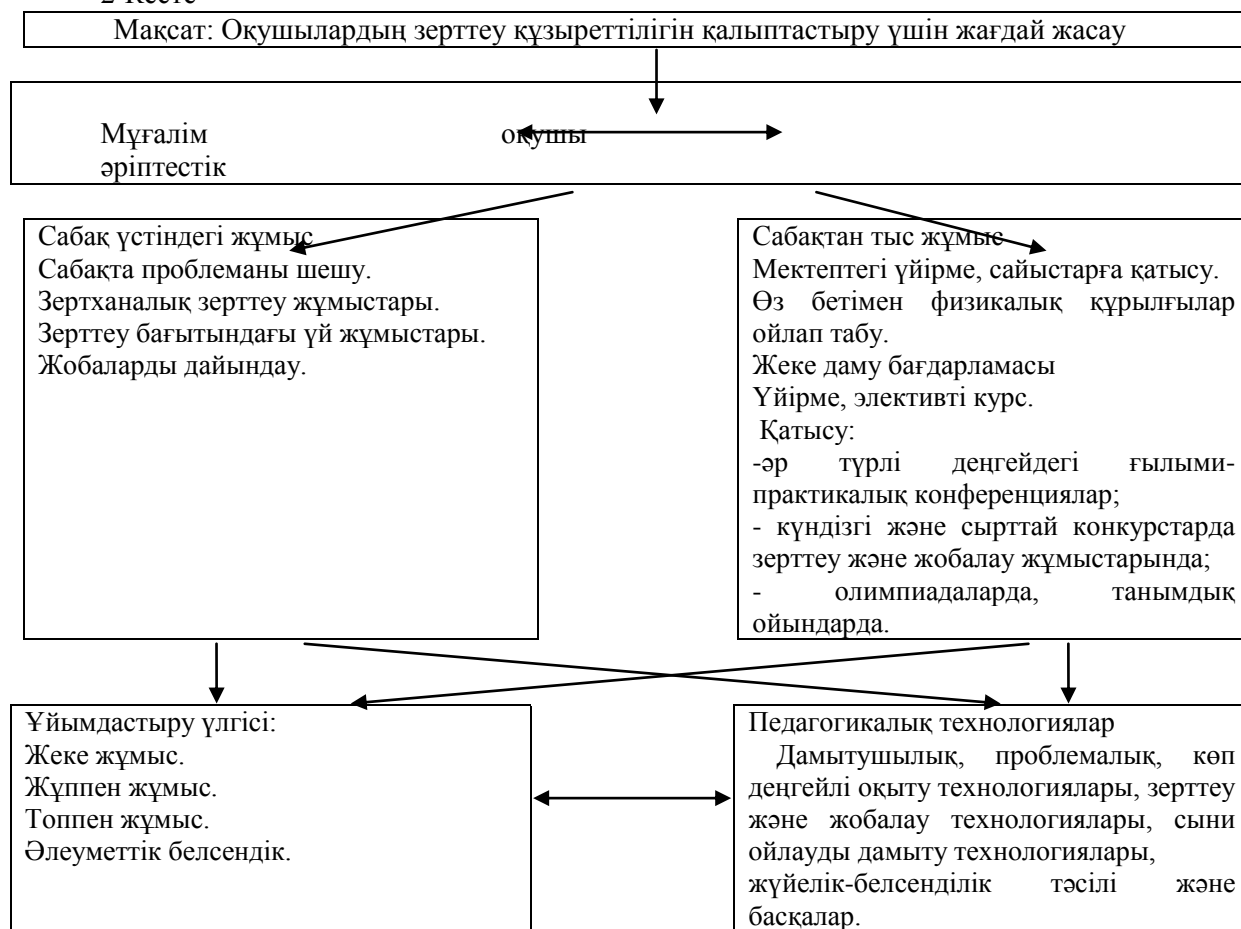 2 Кесте
Мақсат: Оқушылардың зерттеу құзыреттілігін қалыптастыру үшін жағдай жасау
Мұғалім оқушы
әріптестік
Сабақ үстіндегі жұмыс
Сабақта проблеманы шешу.
Зертханалық зерттеу жұмыстары.
Зерттеу бағытындағы үй жұмыстары.
Жобаларды дайындау.
Сабақтан тыс жұмыс
Мектептегі үйірме, сайыстарға қатысу.
Өз бетімен физикалық құрылғылар
ойлап табу.
Жеке даму бағдарламасы
Үйірме, элективті курс.
Қатысу:
-әр түрлі деңгейдегі ғылыми-
практикалық конференциялар;
- күндізгі және сырттай конкурстарда
зерттеу және жобалау жұмыстарында;
- олимпиадаларда, танымдық
ойындарда.
Ұйымдастыру үлгісі:
Жеке жұмыс.
Жұппен жұмыс.
Топпен жұмыс.
Әлеуметтік белсендік.
Педагогикалық технологиялар
Дамытушылық, проблемалық, көп
деңгейлі оқыту технологиялары, зерттеу
және жобалау технологиялары, сыни
ойлауды дамыту технологиялары,
жүйелік-белсенділік тәсілі және
басқалар.